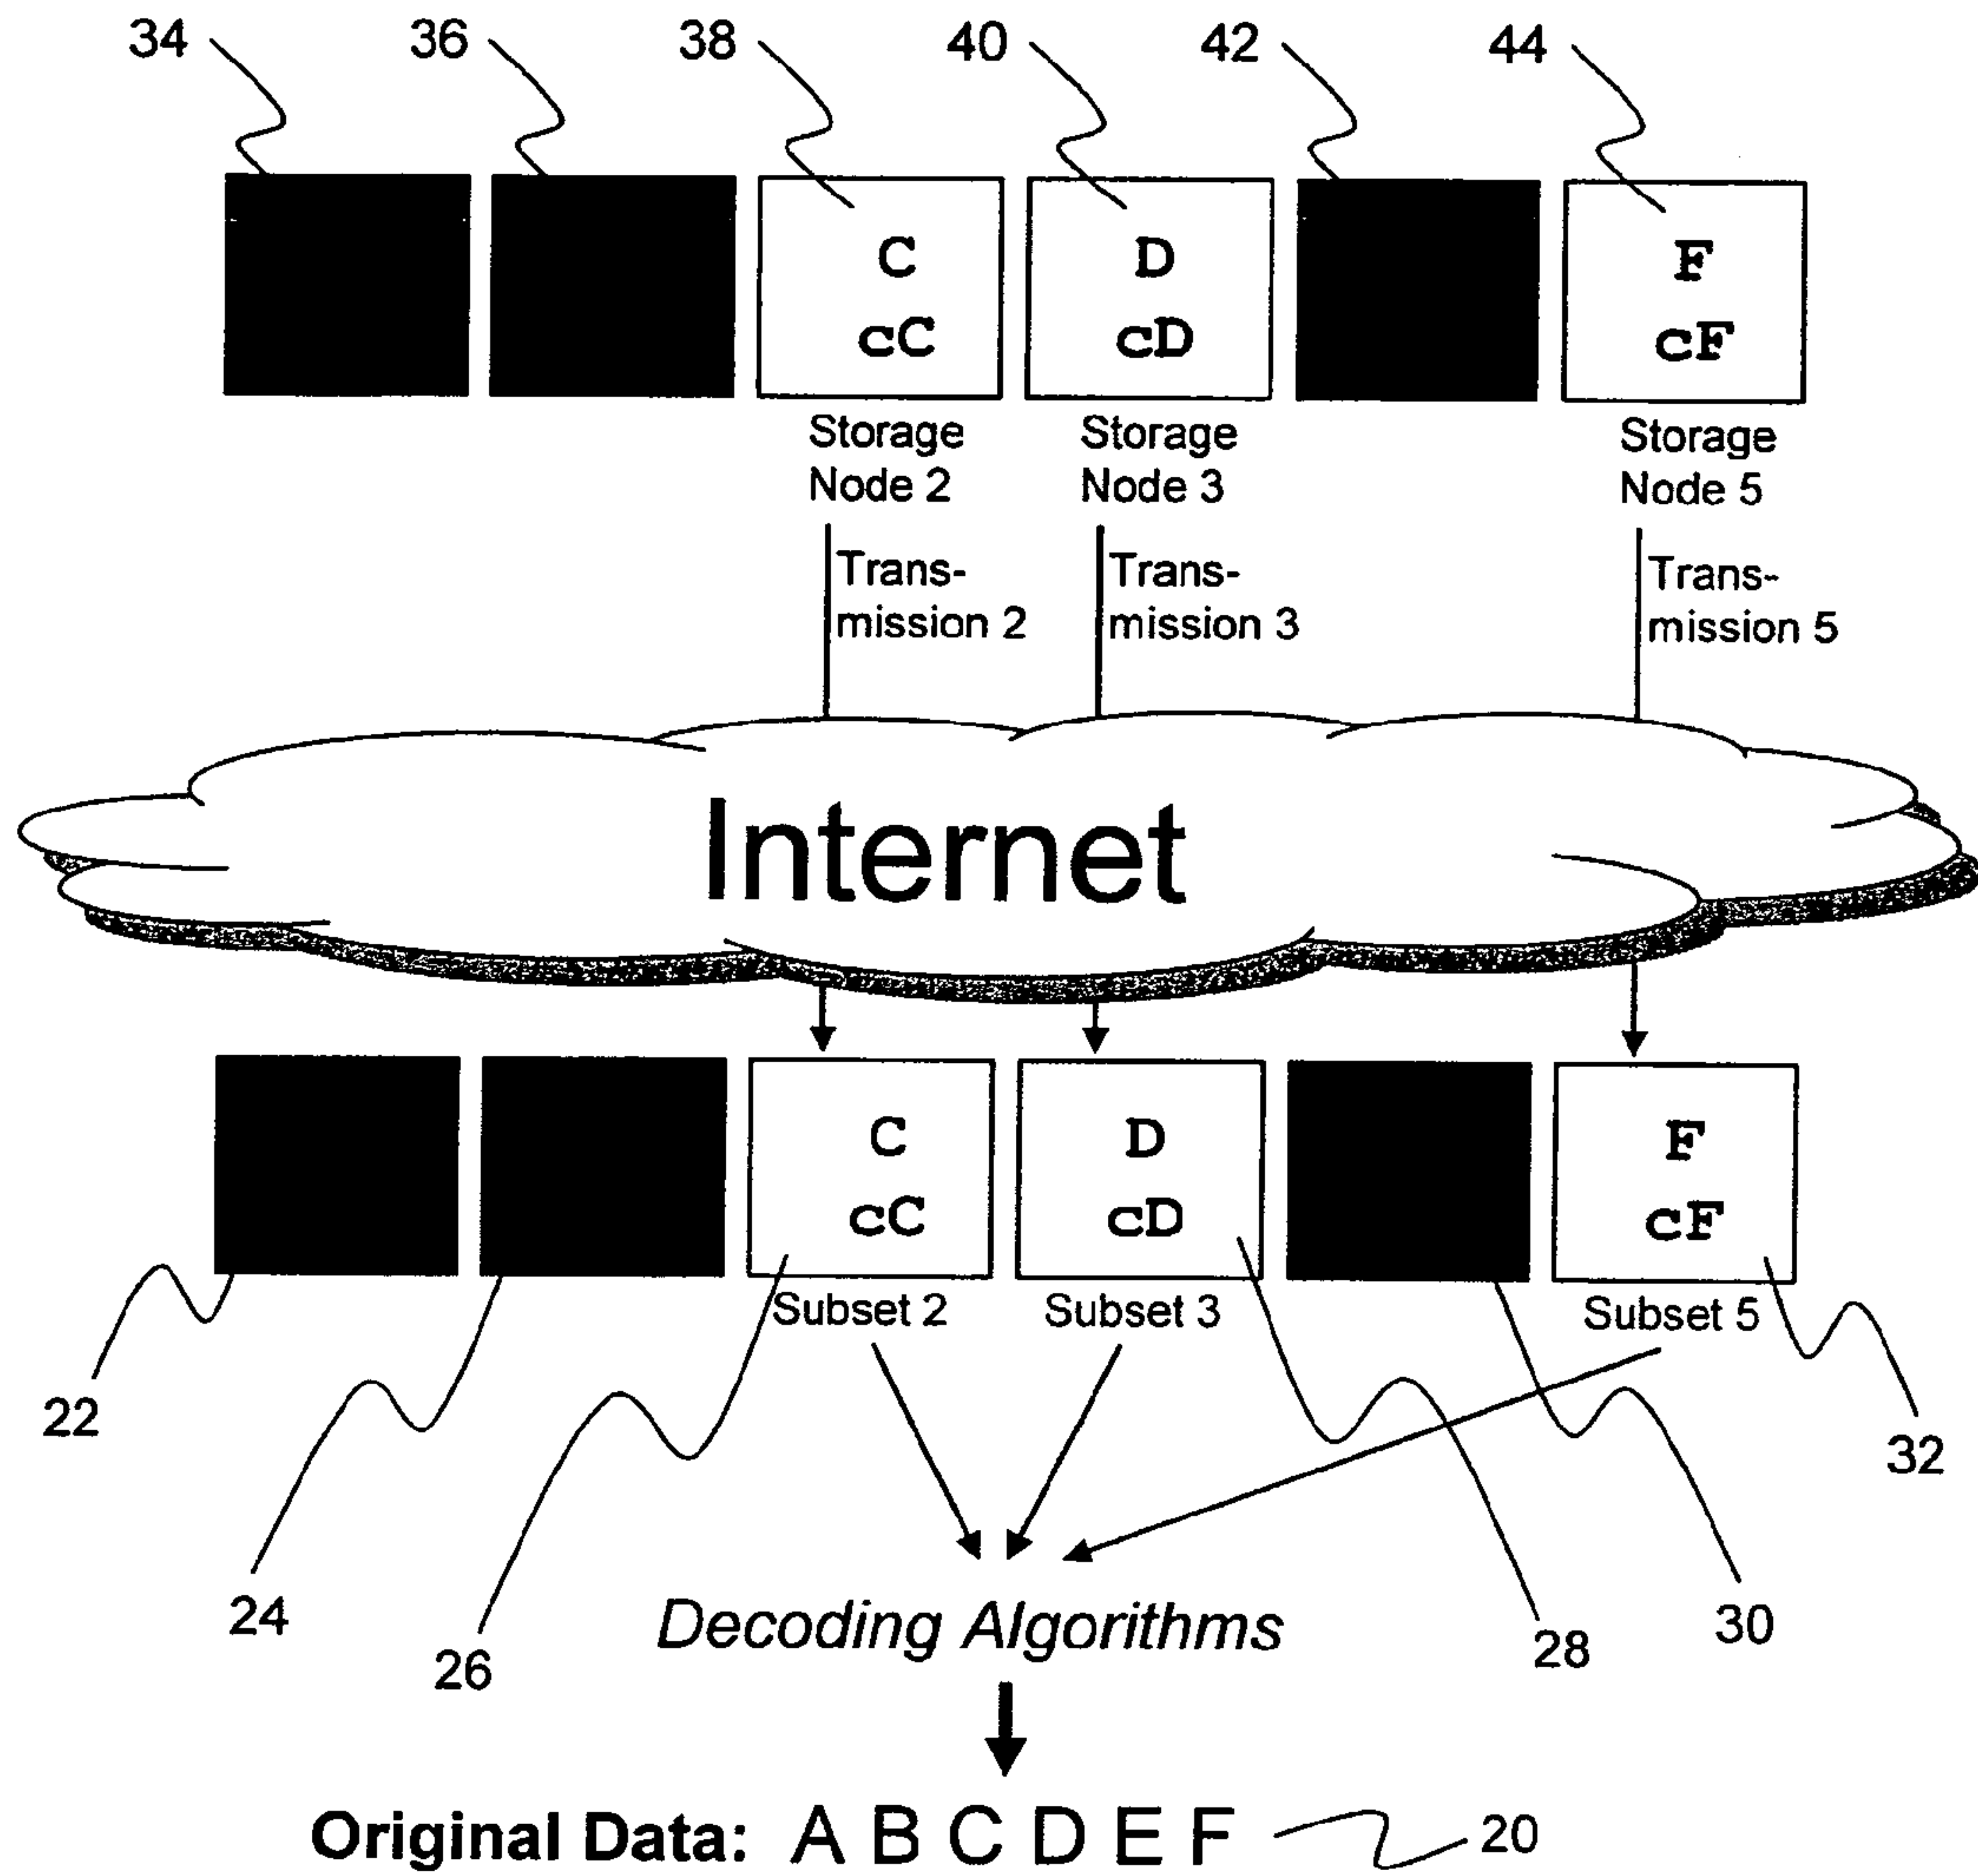 34 36 38 40 42 44
C D F
cC cD cF
Storage Storage Storage
Node 2 Node 3 Node 5
Trans- Trans- Trans-
mission 2 mission 3 mission 5
Internet
C D F
cC cD cF
Subset 2 Subset 3 Subset 5
22 32
24 26 28 30
Decoding Algorithms
Original Data: A B C D E F 20